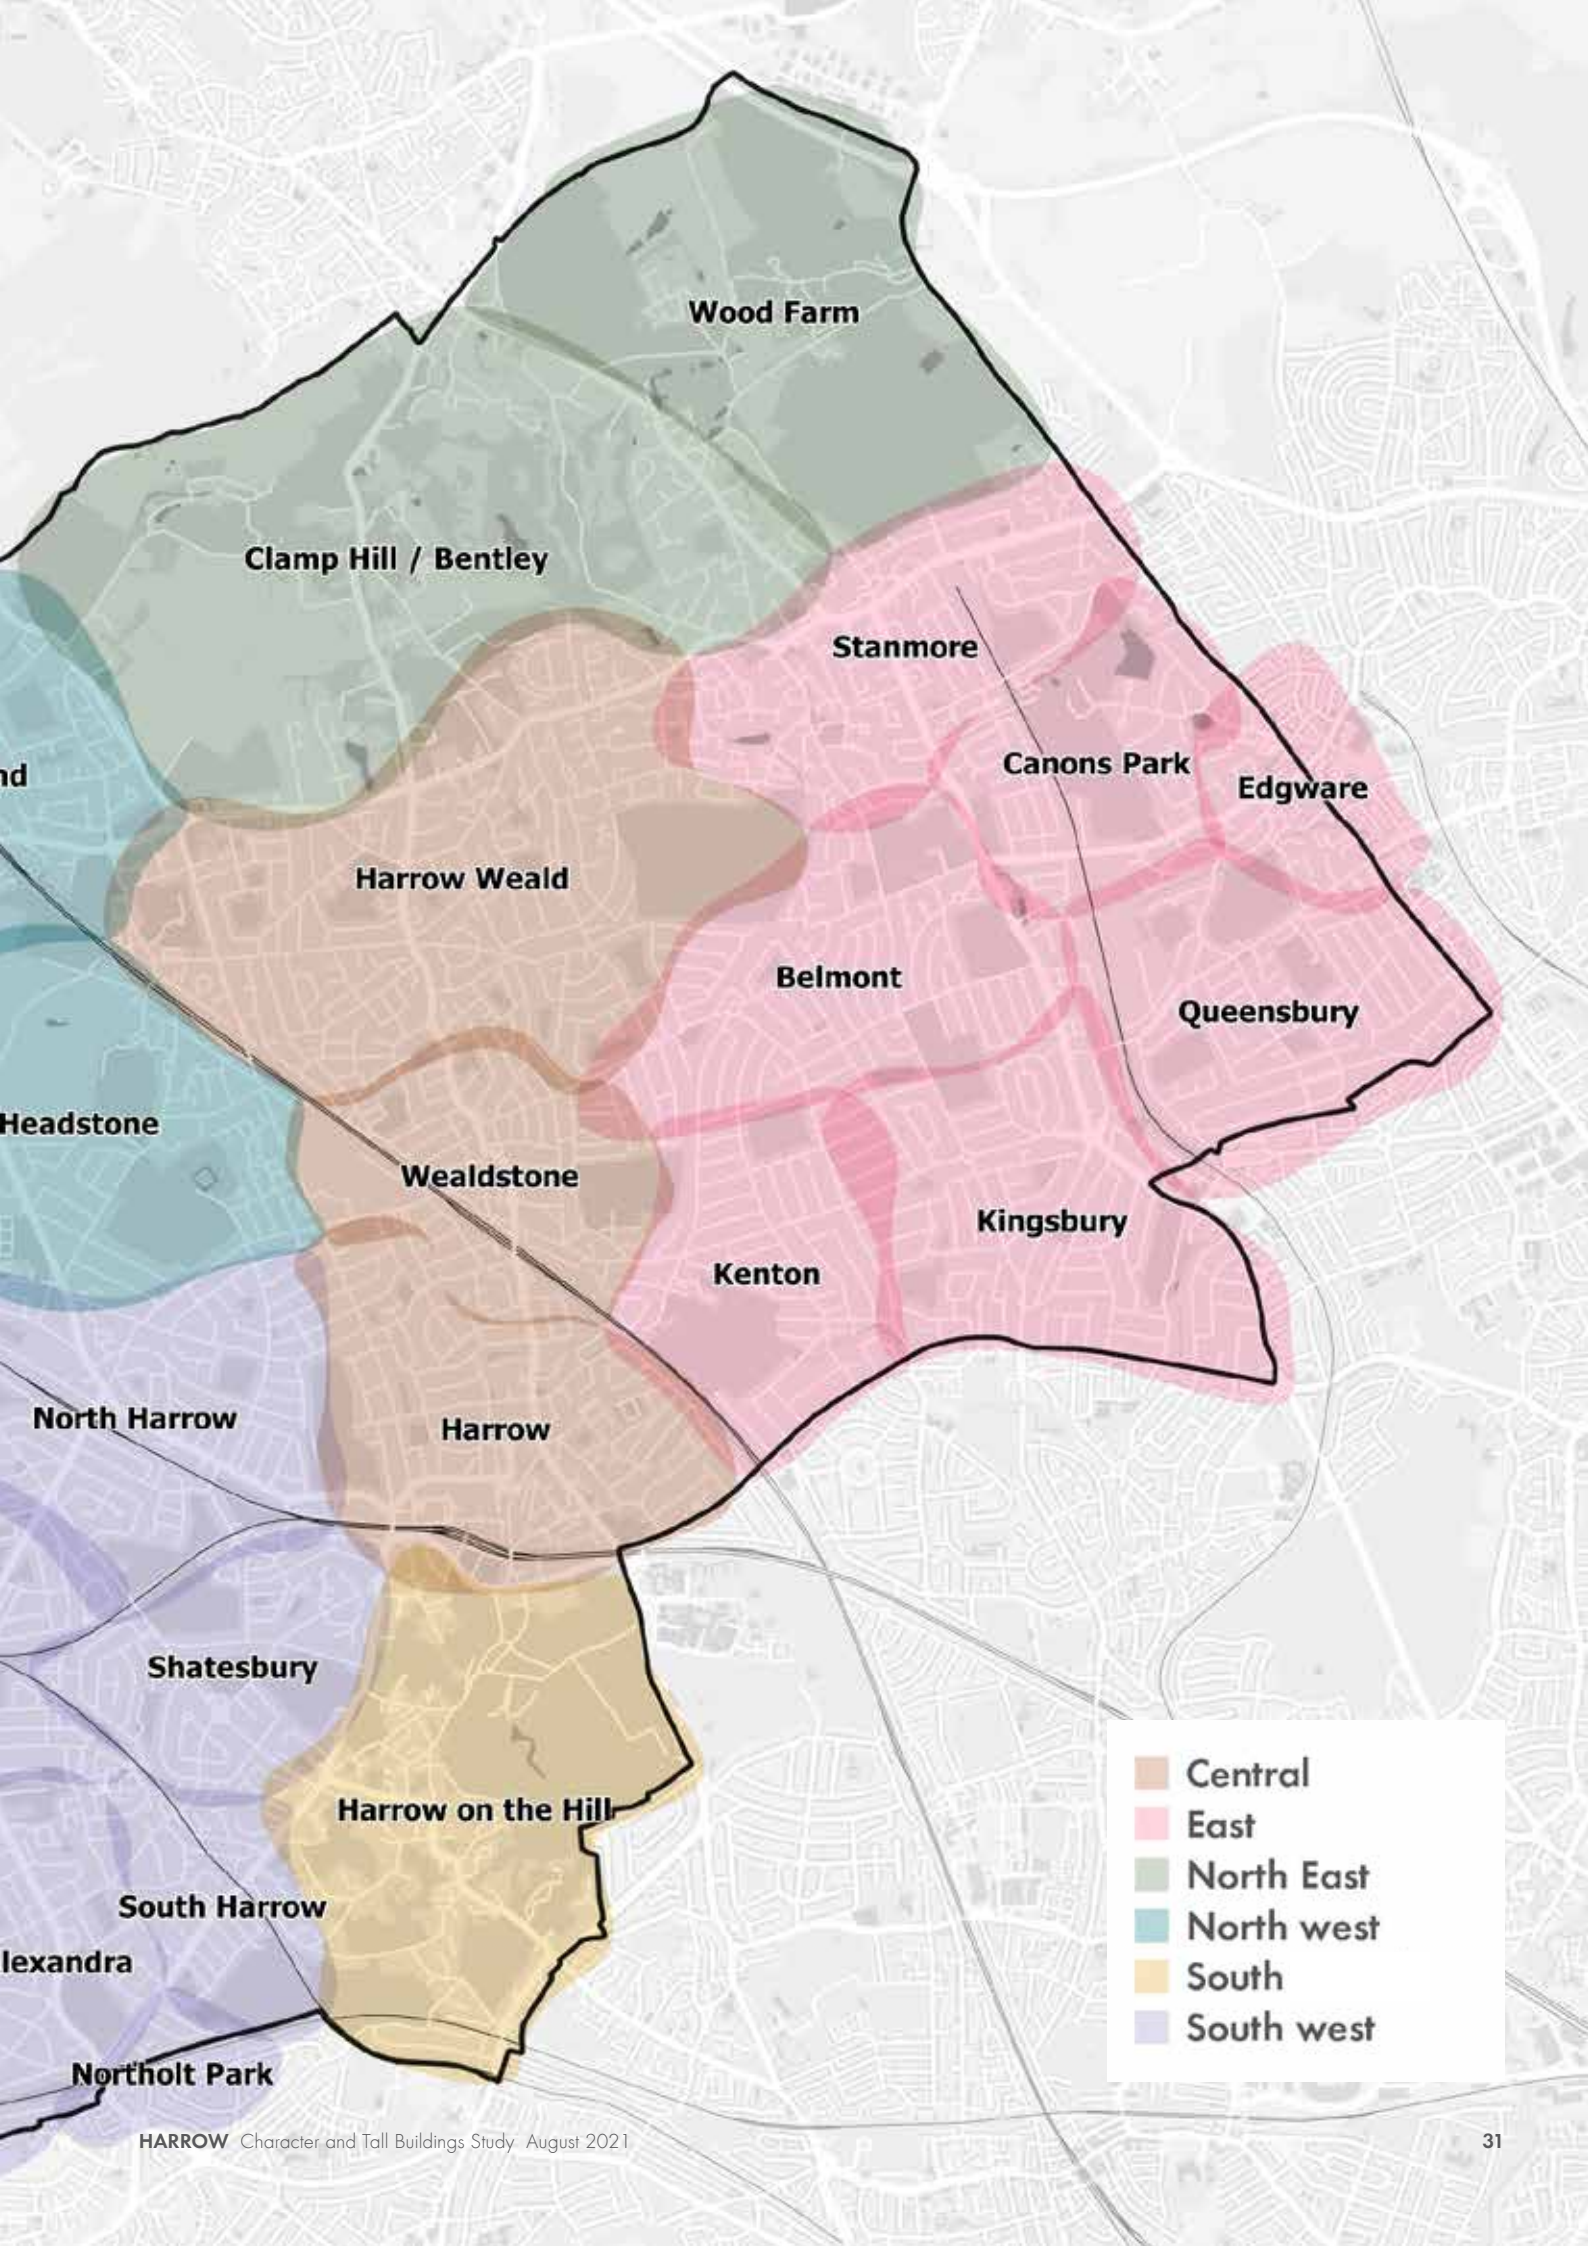 Wood Farm
Clamp Hill / Bentley
Stanmore
nd
Canons Park
Edgware
Harrow Weald
Belmont
Queensbury
Headstone
Wealdstone
Kingsbury
Kenton
North Harrow
Harrow
Shatesbury
Harrow on the Hill
South Harrow
lexandra
Northolt Park
Central
East
North East
North west
South
South west
HARROW Character and Tall Buildings Study August 2021
31